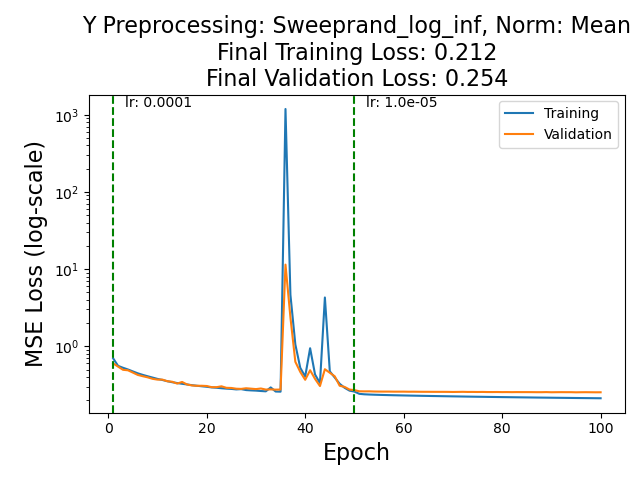 Y Preprocessing: Sweeprand_log_inf, Norm: Mean
Final Training Loss: 0.212
Final Validation Loss: 0.254
lr: 0.0001
lr: 1.0e-05
Training
Validation
MSE Loss (log-scale)
10³
10²
10¹
10⁰
0 20 40 60 80 100
Epoch